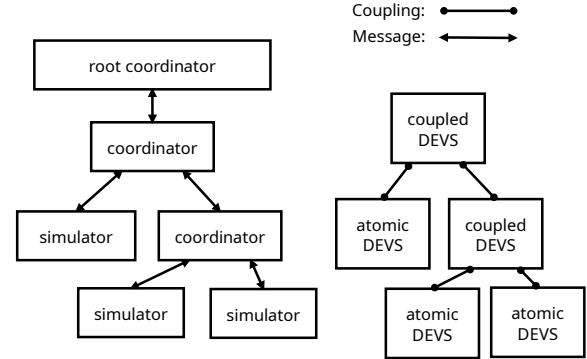 Coupling:
Message:
root coordinator
coordinator
simulator
coordinator
simulator
simulator
coupled
DEVS
atomic
DEVS
coupled
DEVS
atomic
DEVS
atomic
DEVS